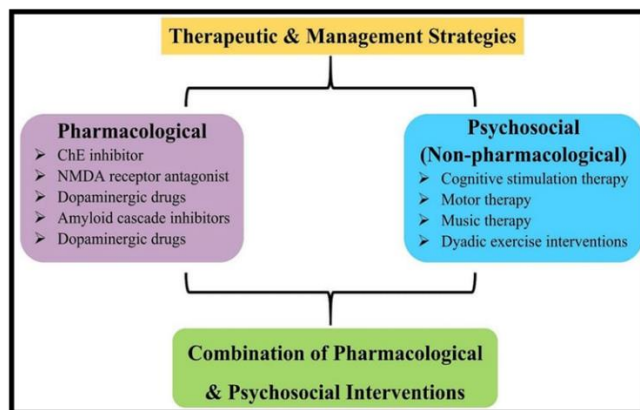 Therapeutic & Management Strategies
Pharmacological
➢ ChE inhibitor
➢ NMDA receptor antagonist
➢ Dopaminergic drugs
➢ Amyloid cascade inhibitors
➢ Dopaminergic drugs
Psychosocial
(Non-pharmacological)
➢ Cognitive stimulation therapy
➢ Motor therapy
➢ Music therapy
➢ Dyadic exercise interventions
Combination of Pharmacological
& Psychosocial Interventions